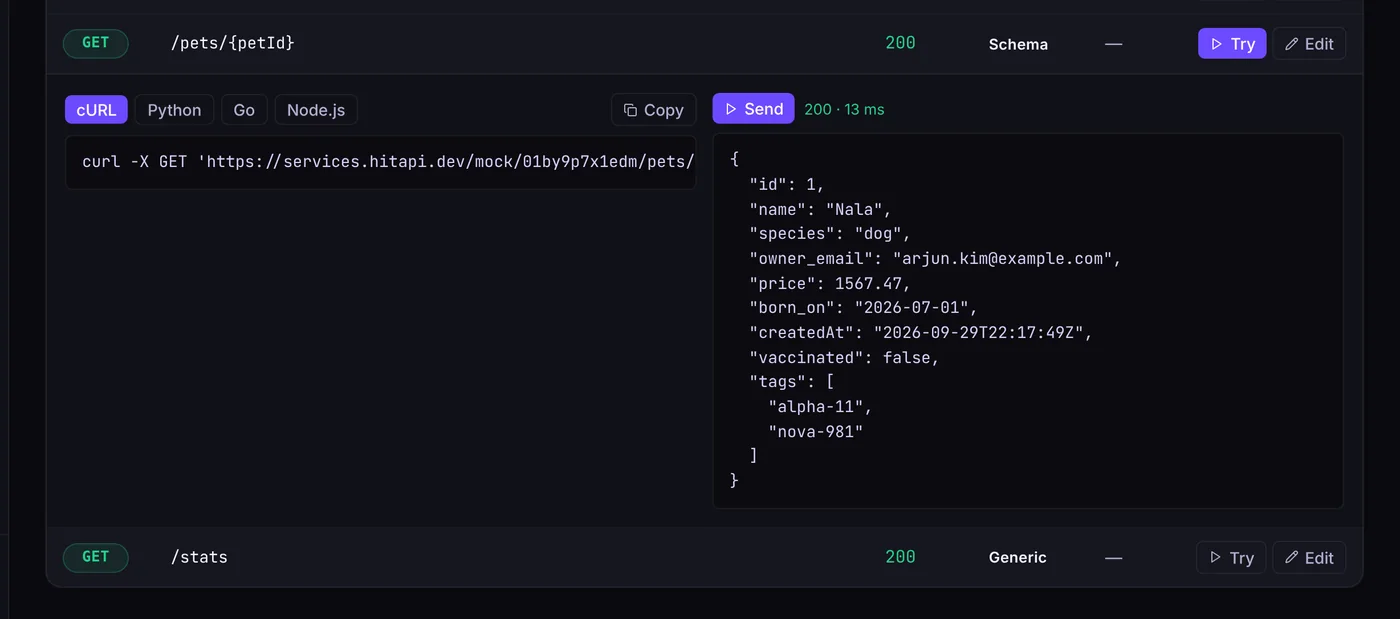 GET /pets/{petId} 200 Schema — Try Edit
cURL Python Go Node.js Copy Send 200 · 13 ms
curl -X GET 'https://services.hitapi.dev/mock/01by9p7x1edm/pets/
{
  "id": 1,
  "name": "Nala",
  "species": "dog",
  "owner_email": "arjun.kim@example.com",
  "price": 1567.47,
  "born_on": "2026-07-01",
  "createdAt": "2026-09-29T22:17:49Z",
  "vaccinated": false,
  "tags": [
    "alpha-11",
    "nova-981"
  ]
}
GET /stats 200 Generic — Try Edit